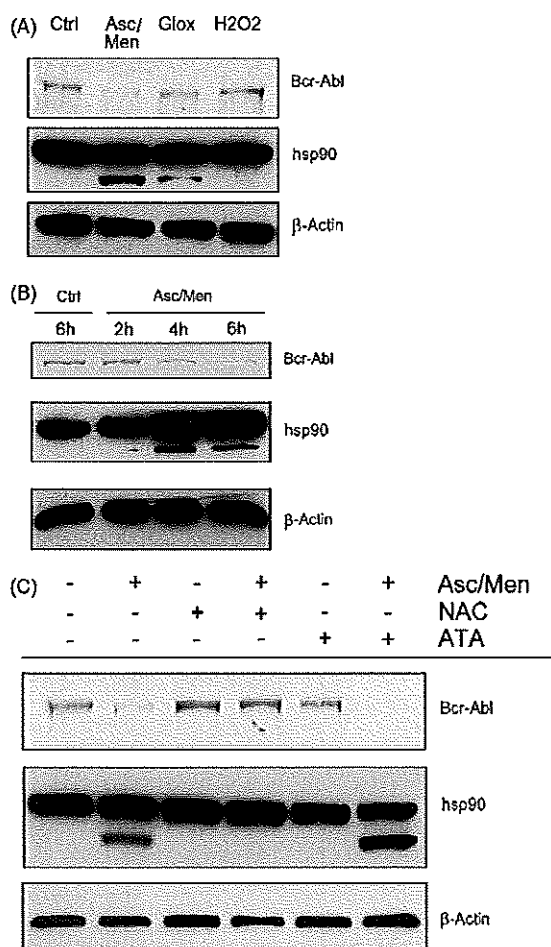 (A) Ctrl Asc/ Glox H2O2
Men
Bcr-Abl
hsp90
β-Actin
(B) Ctrl Asc/Men
6h 2h 4h 6h
Bcr-Abl
hsp90
β-Actin
(C) - + - + - + Asc/Men
- - + + - - NAC
- - - - + + ATA
Bcr-Abl
hsp90
β-Actin